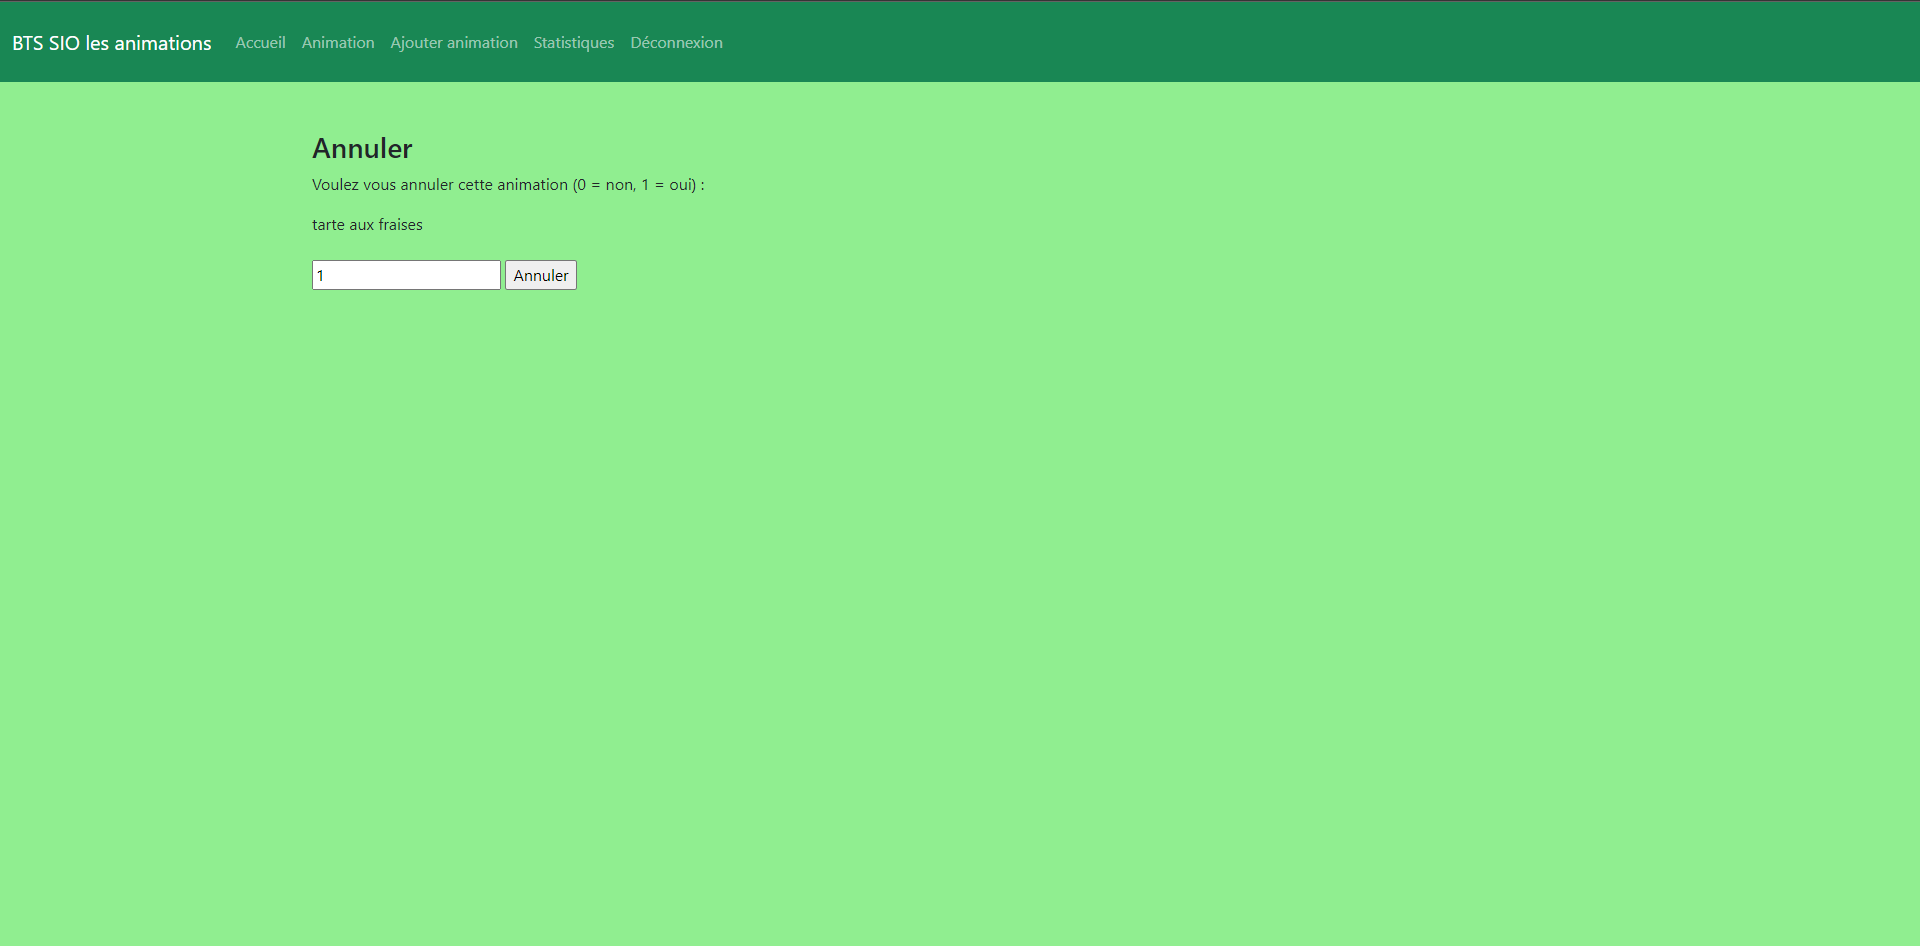 BTS SIO les animations Accueil Animation Ajouter animation Statistiques Déconnexion
Annuler
Voulez vous annuler cette animation (0 = non, 1 = oui) :
tarte aux fraises
1 Annuler